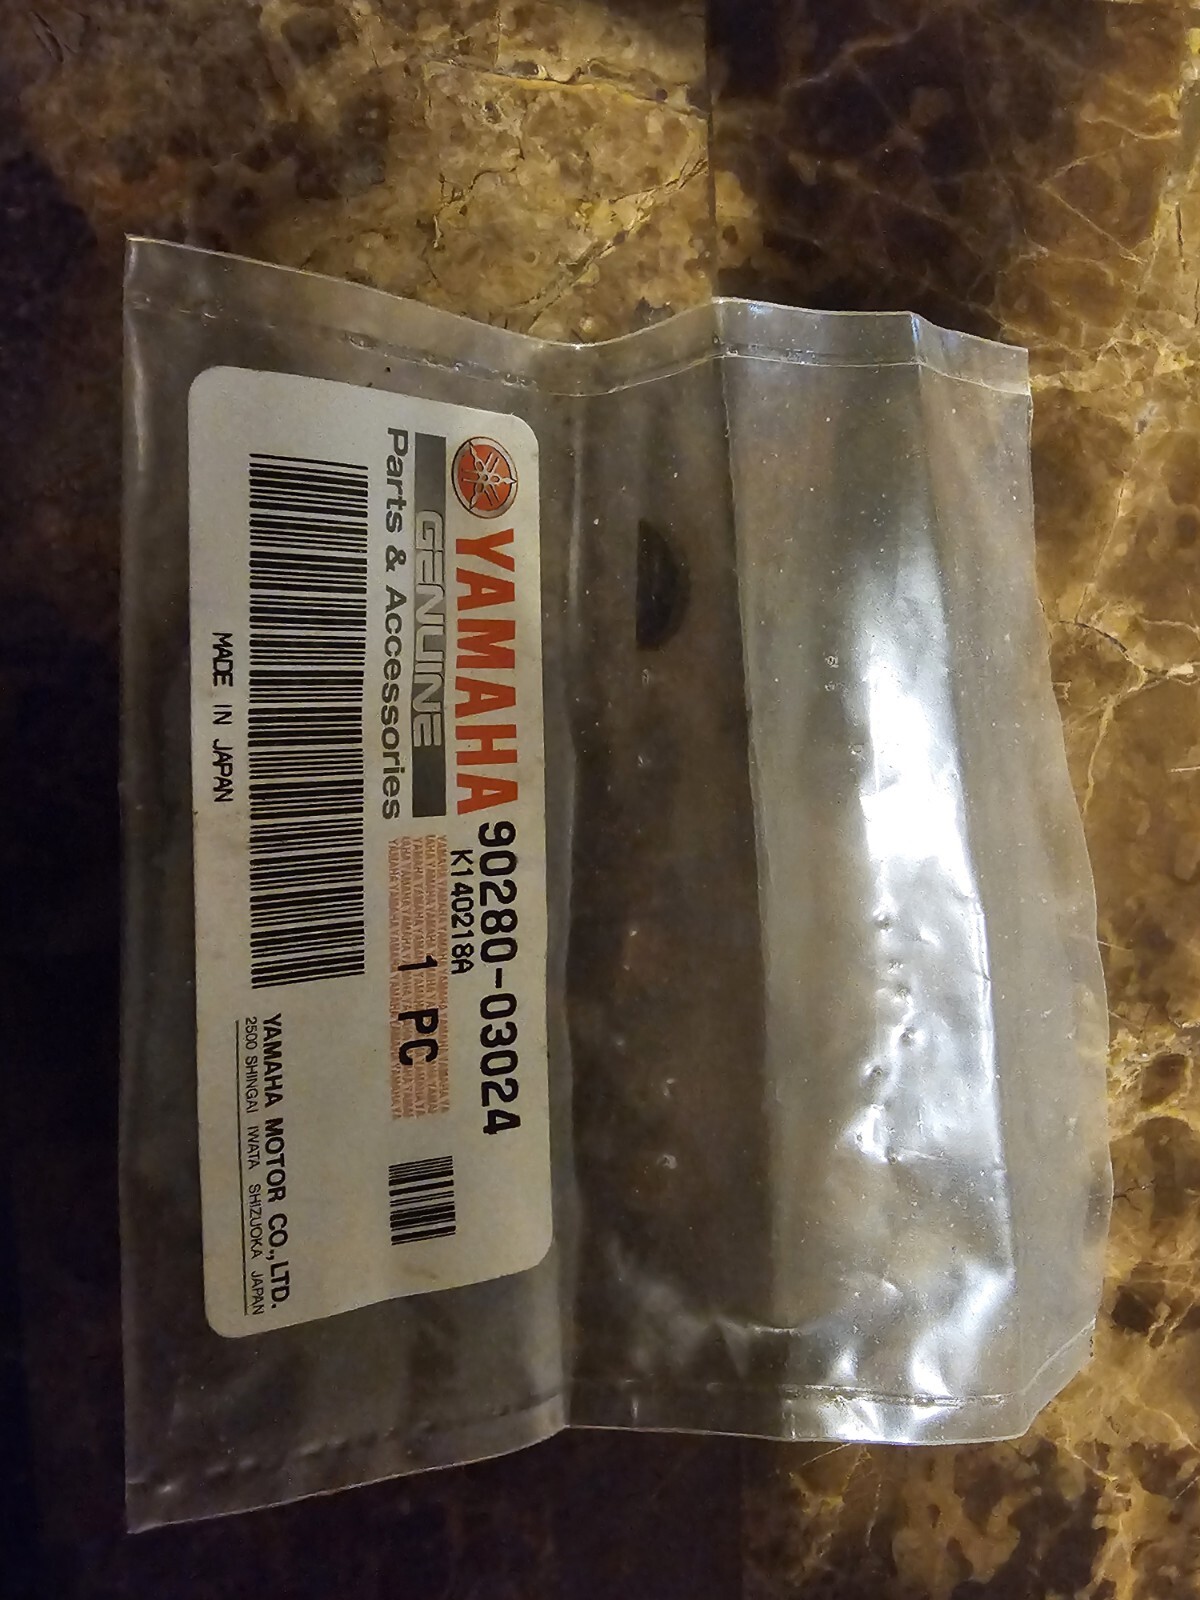 YAMAHA 90280-03024
GENUINE
K140218A
Parts & Accessories
1 PC
MADE IN JAPAN
YAMAHA MOTOR CO.,LTD.
2500 SHINGAI IWATA SHIZUOKA JAPAN